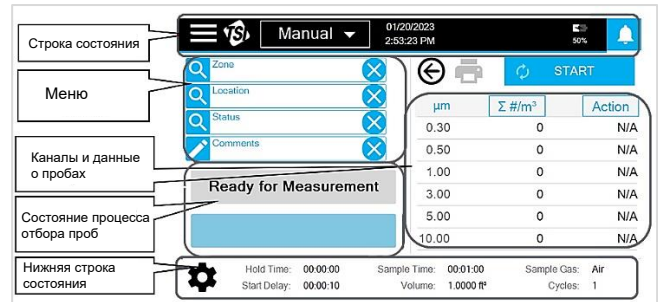 Строка состояния
Меню
Каналы и данные
о пробах
Состояние процесса
отбора проб
Нижняя строка
состояния
TSI Manual 01/20/2023
2:53:23 PM
50%
Zone
Location
Status
Comments
START
µm Σ #/m³ Action
0.30 0 N/A
0.50 0 N/A
1.00 0 N/A
3.00 0 N/A
5.00 0 N/A
10.00 0 N/A
Ready for Measurement
Hold Time: 00:00:00 Sample Time: 00:01:00 Sample Gas: Air
Start Delay: 00:00:10 Volume: 1.0000 ft³ Cycles: 1